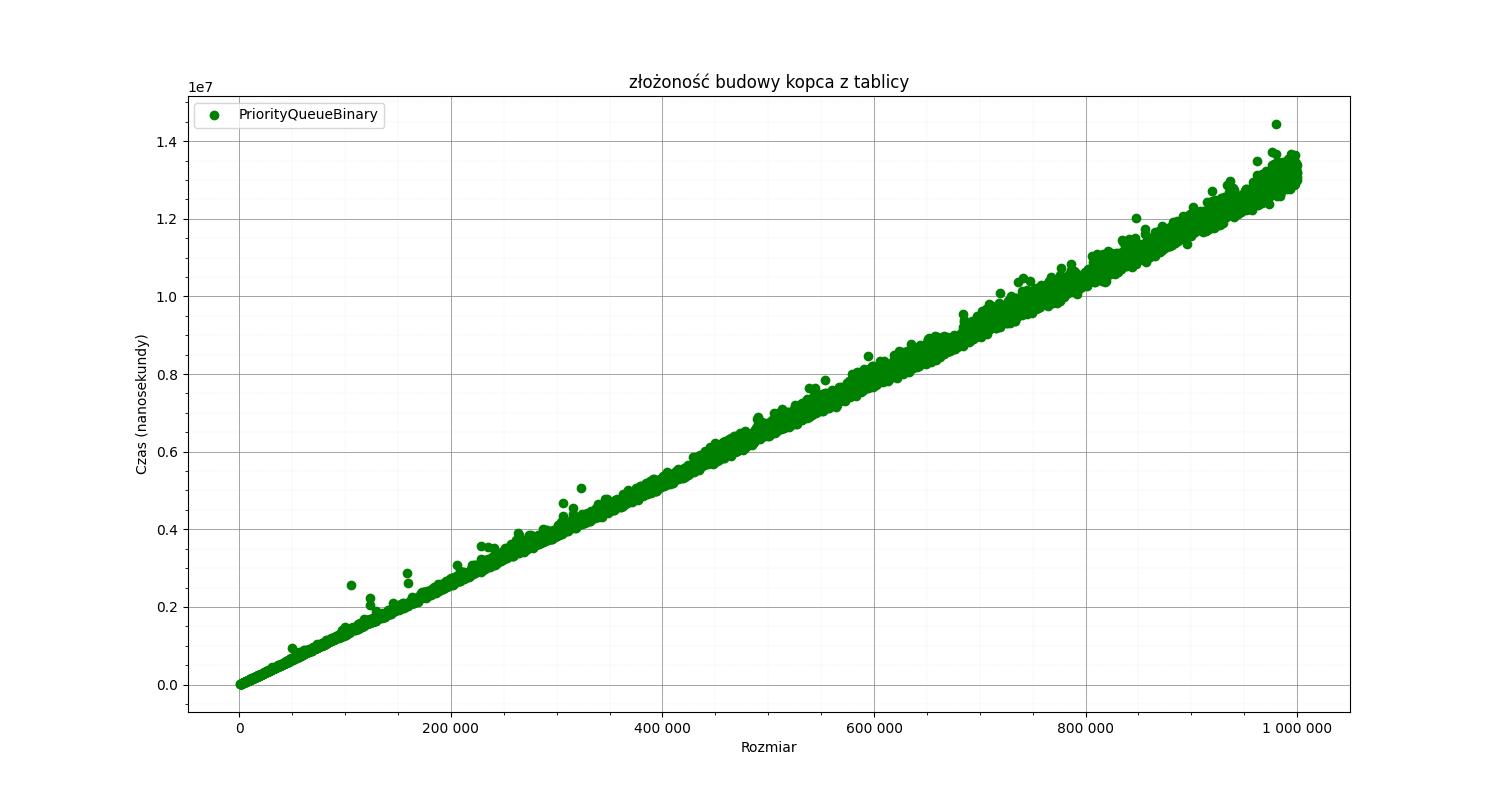 złożoność budowy kopca z tablicy
1e7
PriorityQueueBinary
1.4
1.2
1.0
0.8
0.6
0.4
0.2
0.0
Czas (nanosekundy)
0 200 000 400 000 600 000 800 000 1 000 000
Rozmiar